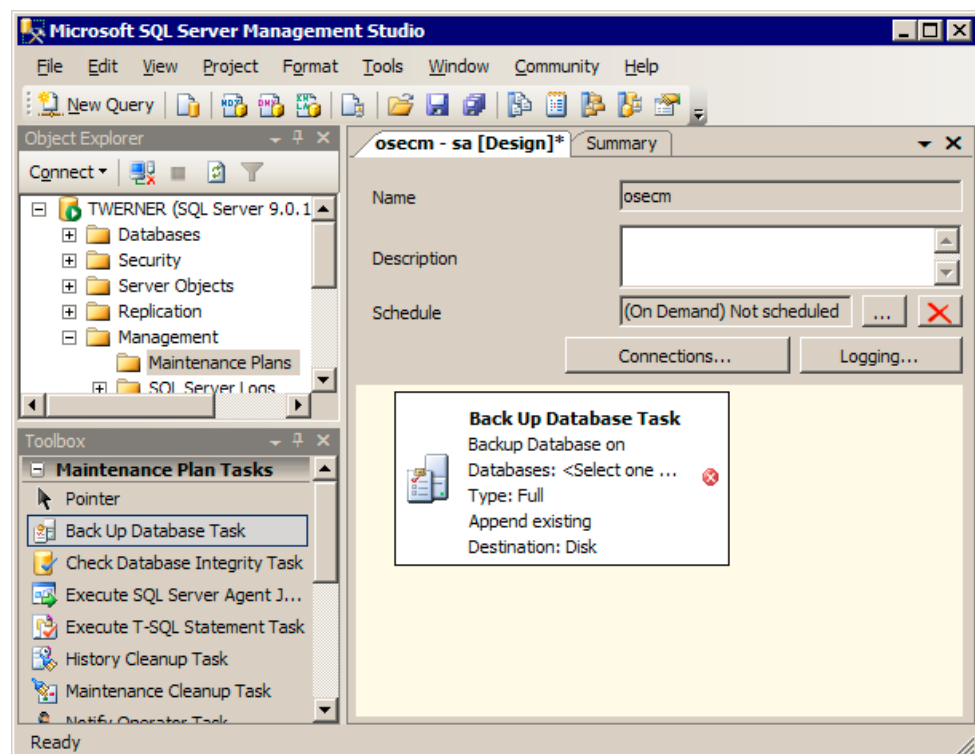 Microsoft SQL Server Management Studio
File Edit View Project Format Tools Window Community Help
New Query
Object Explorer
Connect
TWERNER (SQL Server 9.0.1
Databases
Security
Server Objects
Replication
Management
Maintenance Plans
SQL Server Logs
Toolbox
Maintenance Plan Tasks
Pointer
Back Up Database Task
Check Database Integrity Task
Execute SQL Server Agent J...
Execute T-SQL Statement Task
History Cleanup Task
Maintenance Cleanup Task
Notify Operator Task
osecm - sa [Design]* Summary
Name osecm
Description
Schedule (On Demand) Not scheduled ...
Connections... Logging...
Back Up Database Task
Backup Database on
Databases: <Select one ...
Type: Full
Append existing
Destination: Disk
Ready